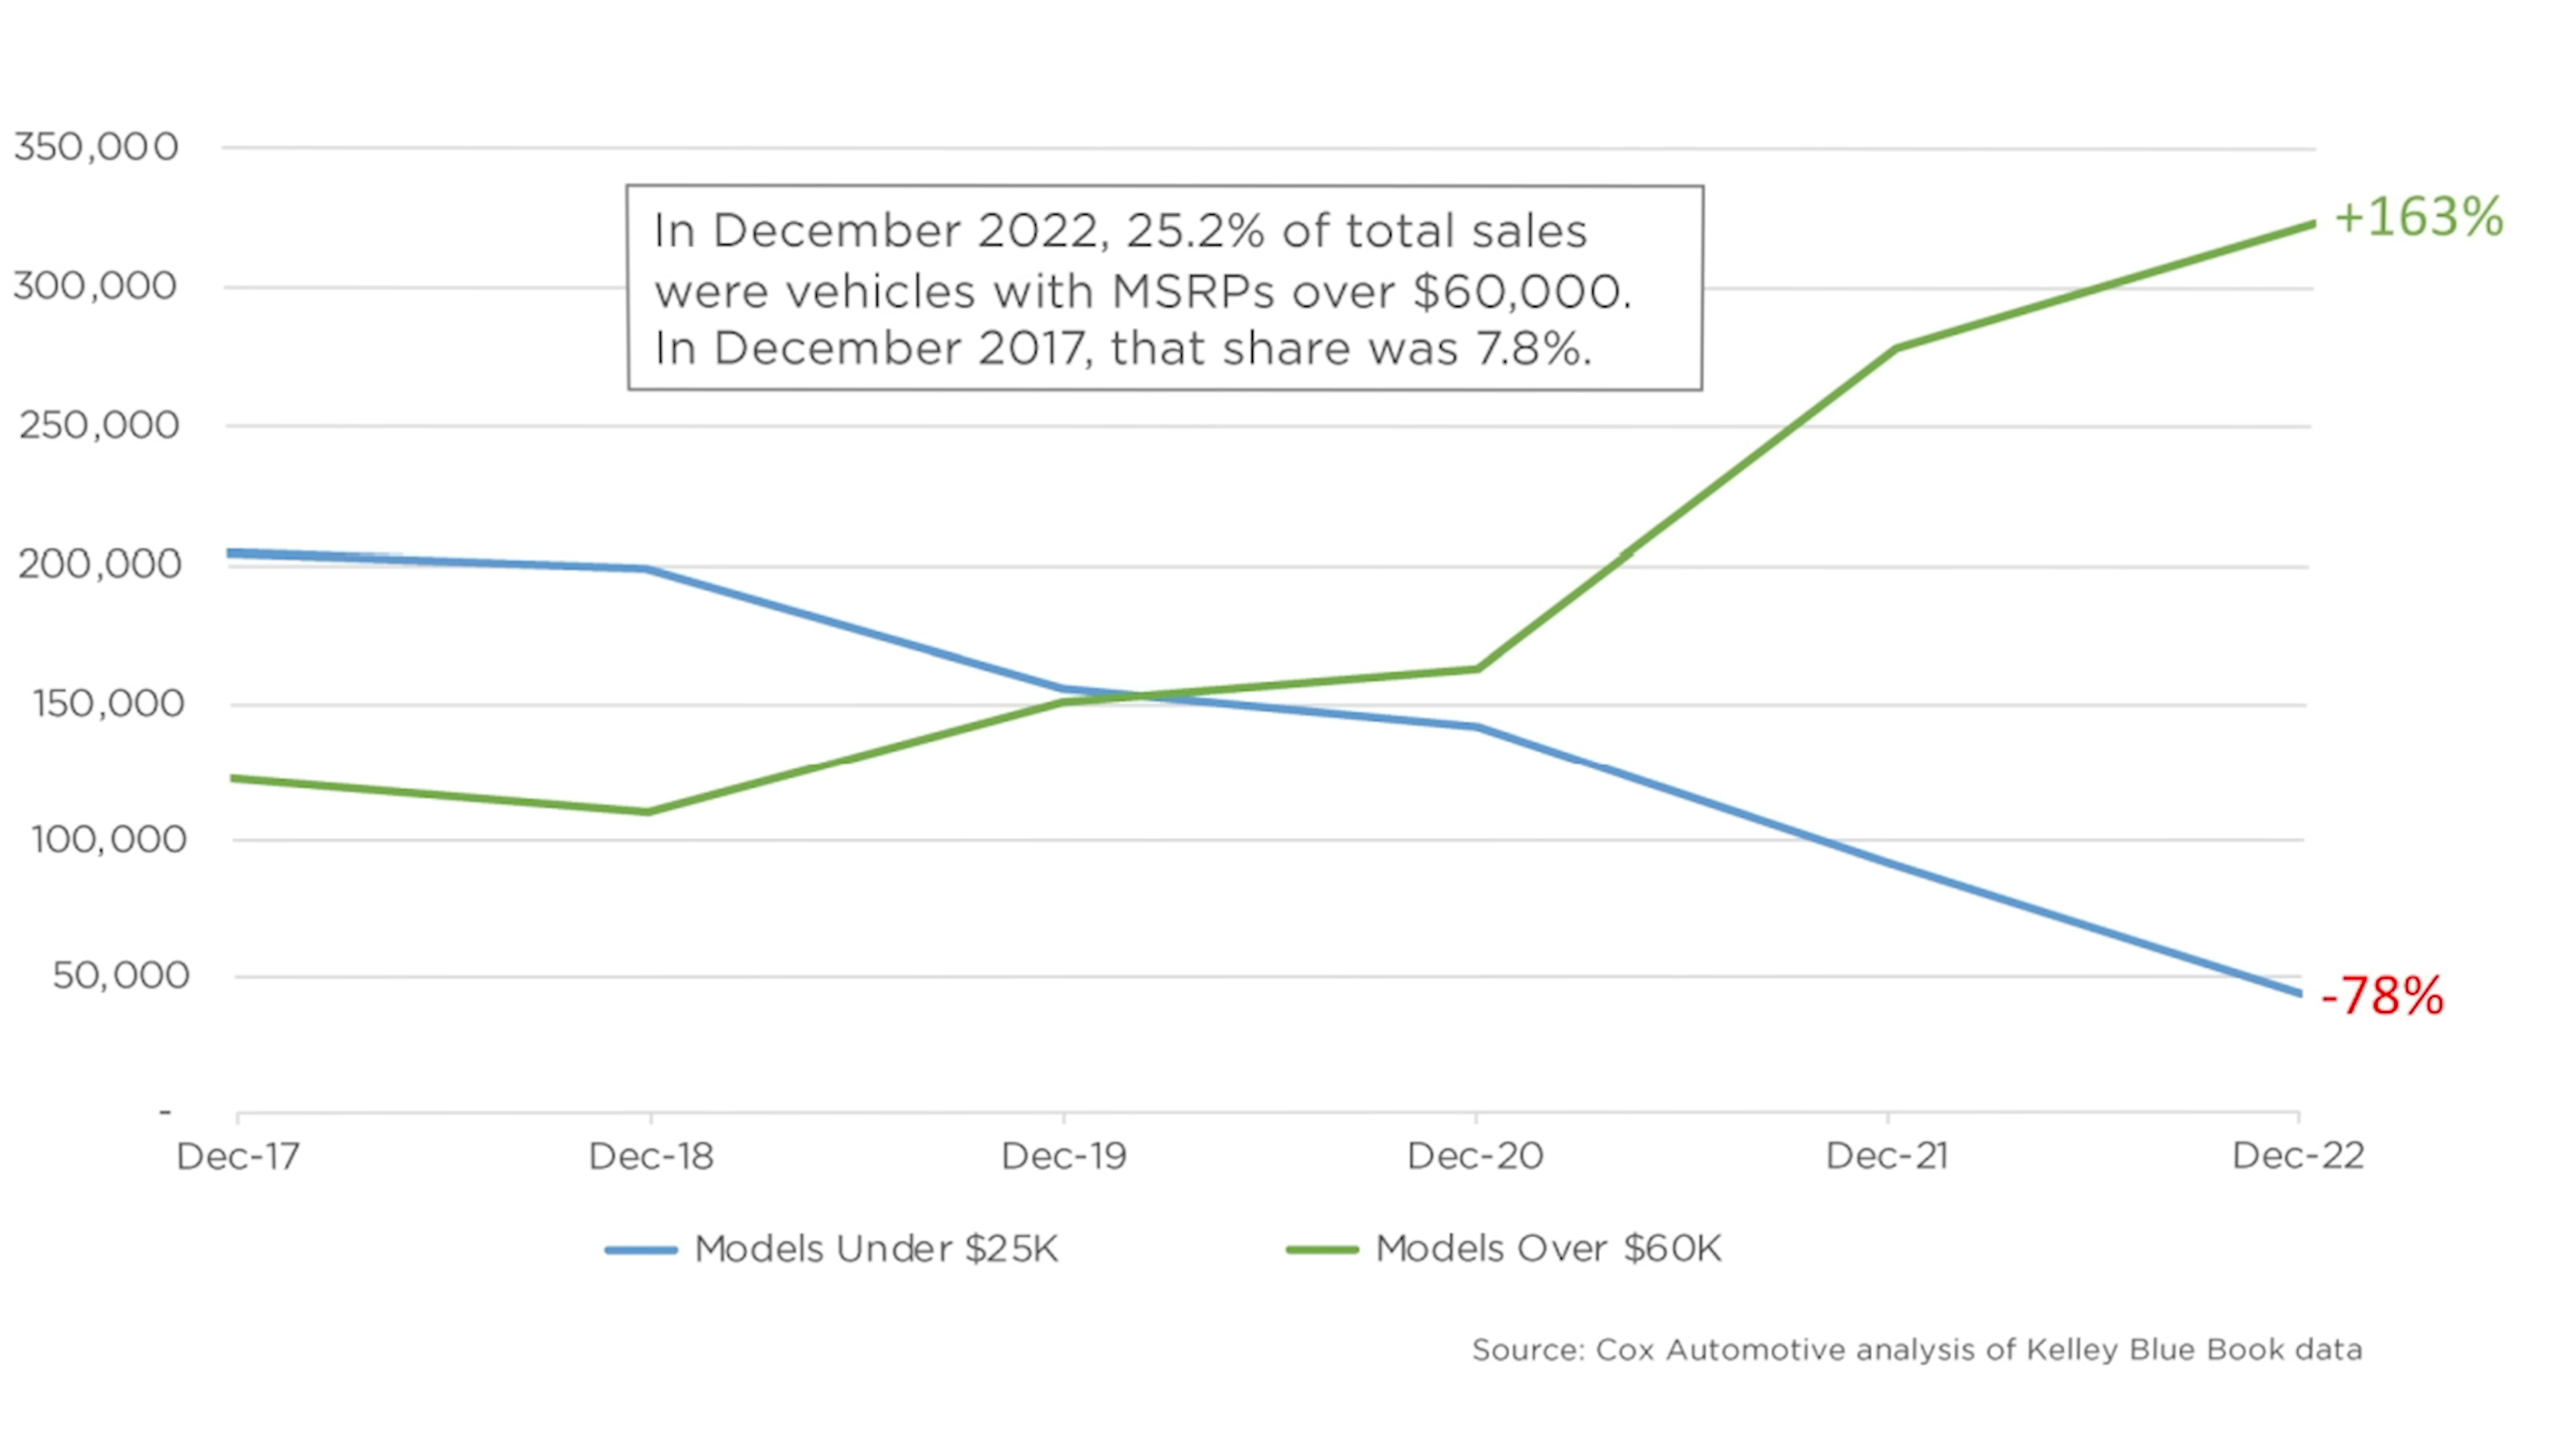 350,000
In December 2022, 25.2% of total sales
were vehicles with MSRPs over $60,000.
In December 2017, that share was 7.8%.
+163%
300,000
250,000
200,000
150,000
100,000
50,000
-78%
-
Dec-17 Dec-18 Dec-19 Dec-20 Dec-21 Dec-22
Models Under $25K Models Over $60K
Source: Cox Automotive analysis of Kelley Blue Book data